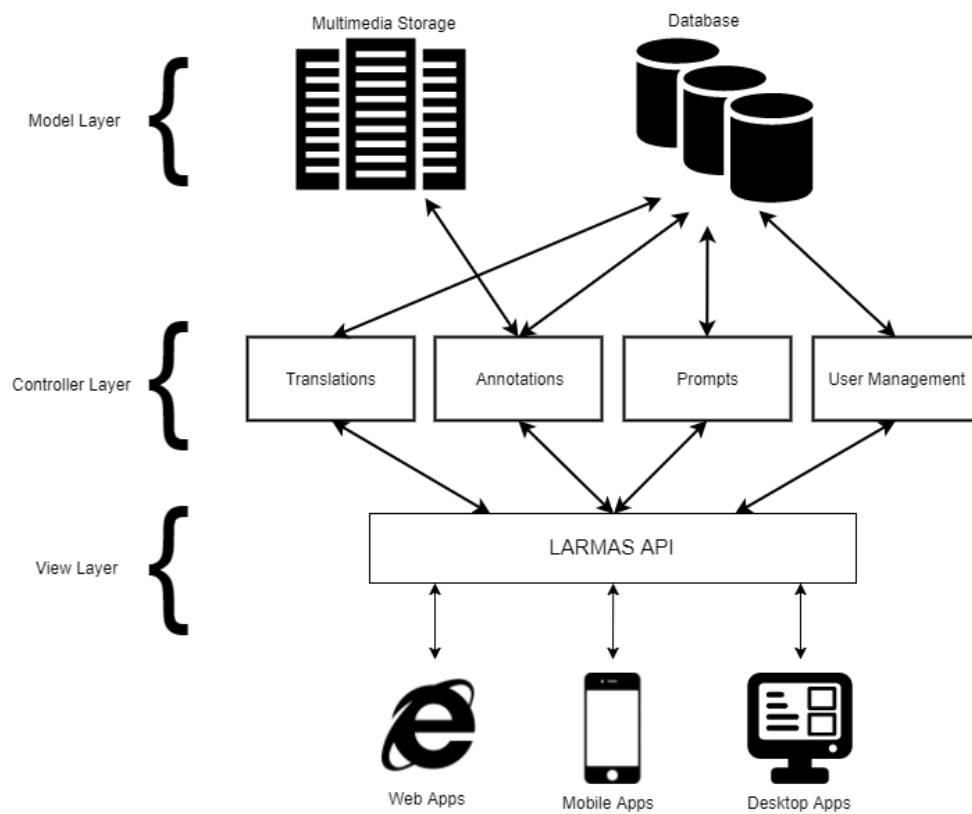 Multimedia Storage
Database
Model Layer
Controller Layer
Translations
Annotations
Prompts
User Management
View Layer
LARMAS API
Web Apps
Mobile Apps
Desktop Apps